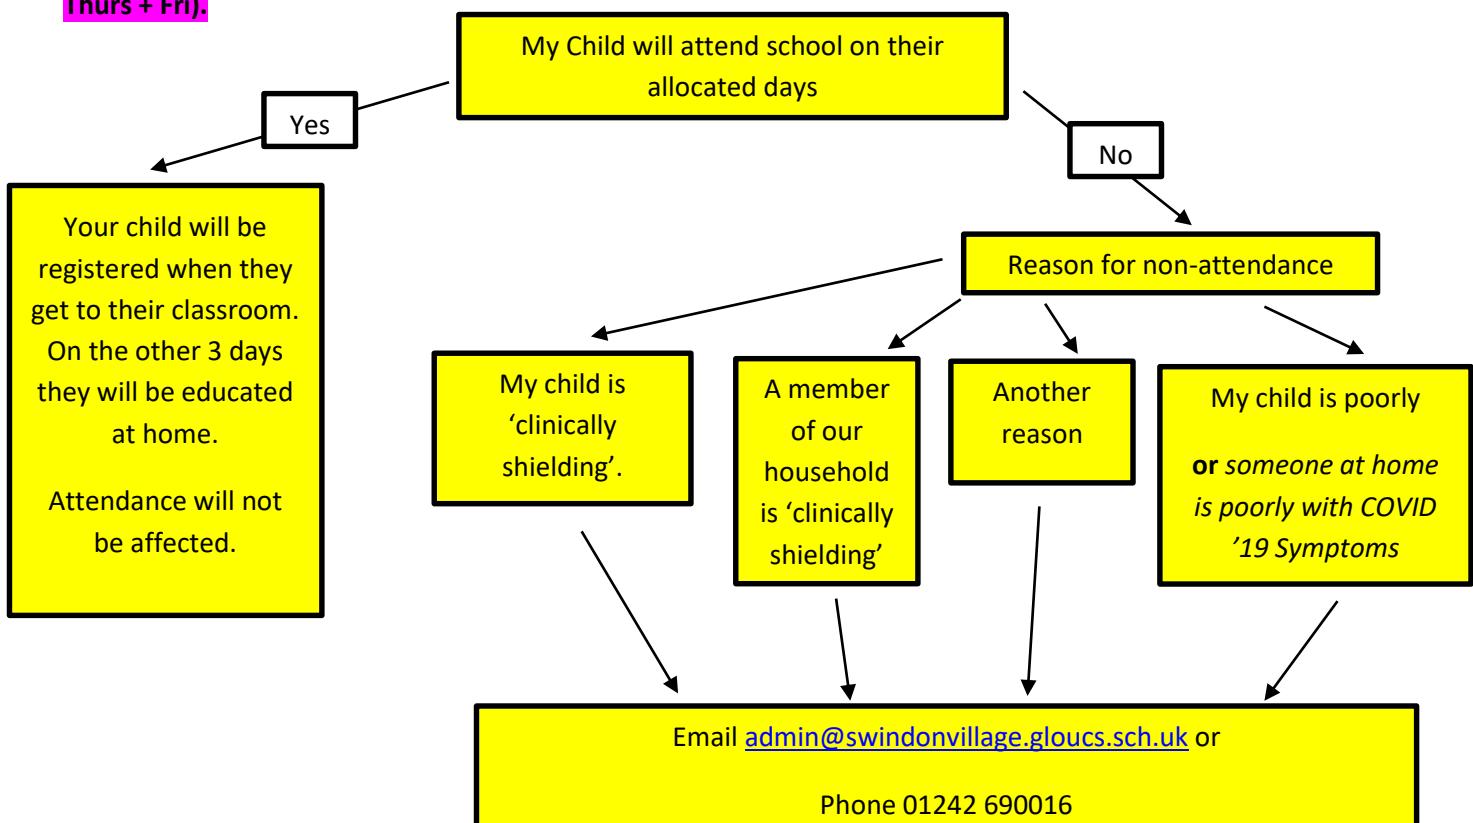 Thurs + Fri).
My Child will attend school on their
allocated days
Yes
No
Your child will be
registered when they
get to their classroom.
On the other 3 days
they will be educated
at home.
Attendance will not
be affected.
Reason for non-attendance
My child is
‘clinically
shielding’.
A member
of our
household
is ‘clinically
shielding’
Another
reason
My child is poorly
or someone at home
is poorly with COVID
’19 Symptoms
Email admin@swindonvillage.gloucs.sch.uk or
Phone 01242 690016